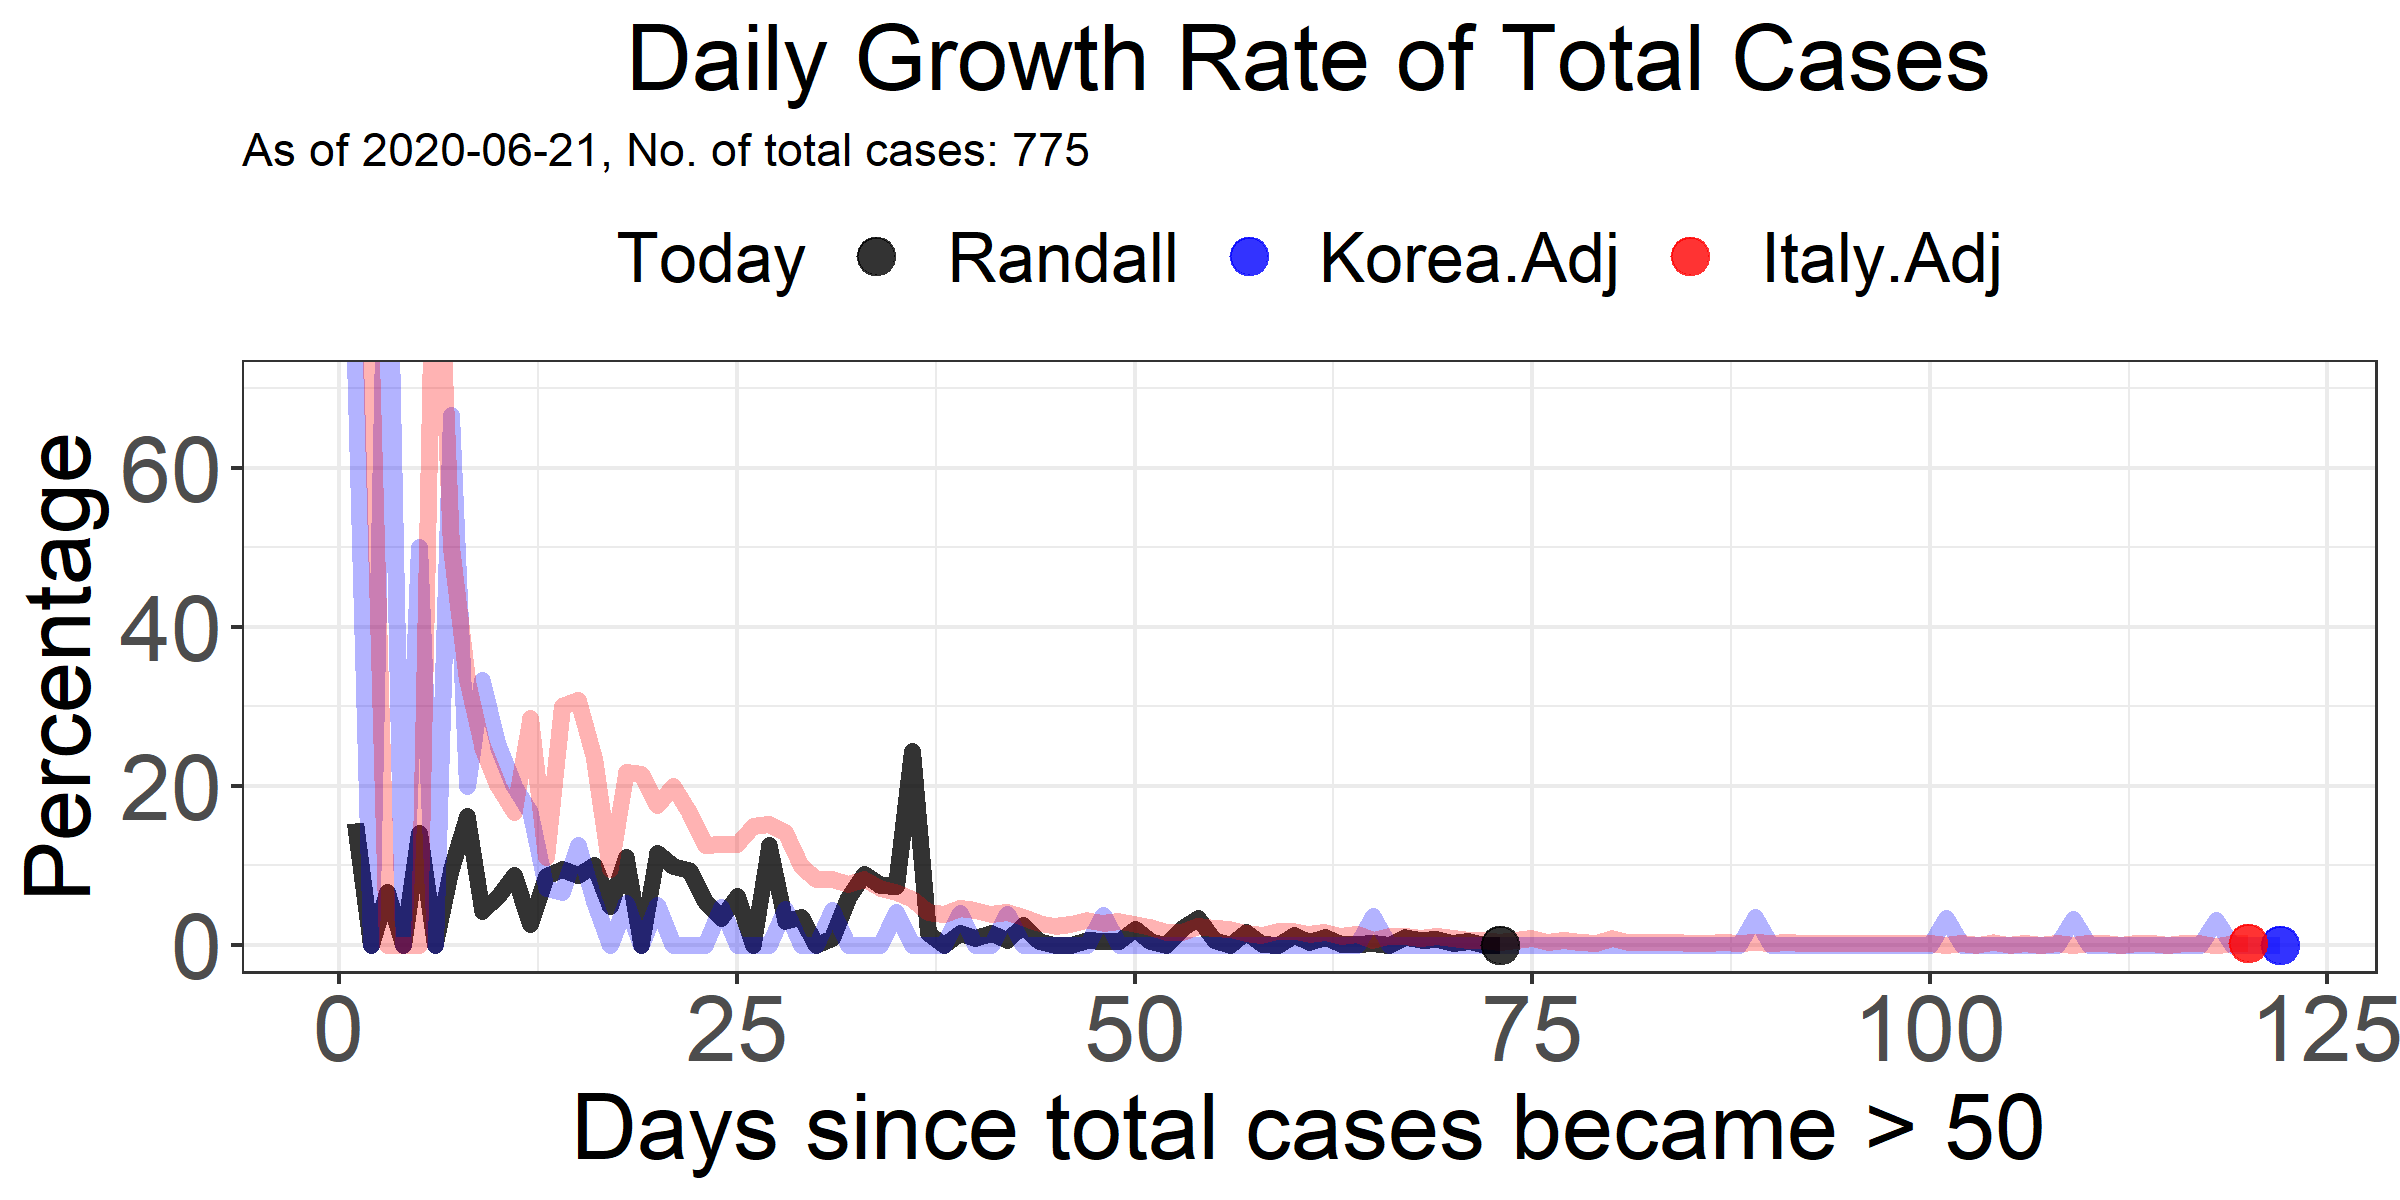 Daily Growth Rate of Total Cases
As of 2020-06-21, No. of total cases: 775
Today Randall Korea.Adj Italy.Adj
Percentage
60
40
20
0
0 25 50 75 100 125
Days since total cases became > 50